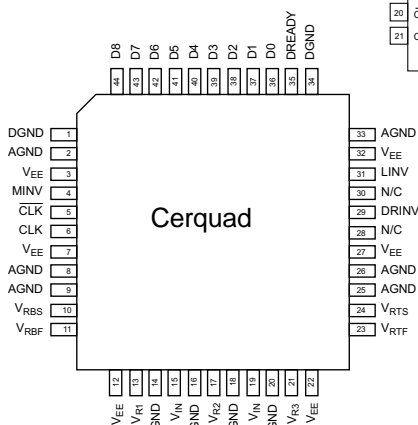 20
21
D8 D7 D6 D5 D4 D3 D2 D1 D0 DREADY DGND
44 43 42 41 40 39 38 37 36 35 34
DGND 1
AGND 2
VEE 3
MINV 4
CLK 5
CLK 6
VEE 7
AGND 8
AGND 9
VRBS 10
VRBF 11
Cerquad
33 AGND
32 VEE
31 LINV
30 N/C
29 DRINV
28 N/C
27 VEE
26 AGND
25 AGND
24 VRTS
23 VRTF
12 13 14 15 16 17 18 19 20 21 22
VEE VR1 GND VIN GND VR2 GND VIN GND VR3 VEE